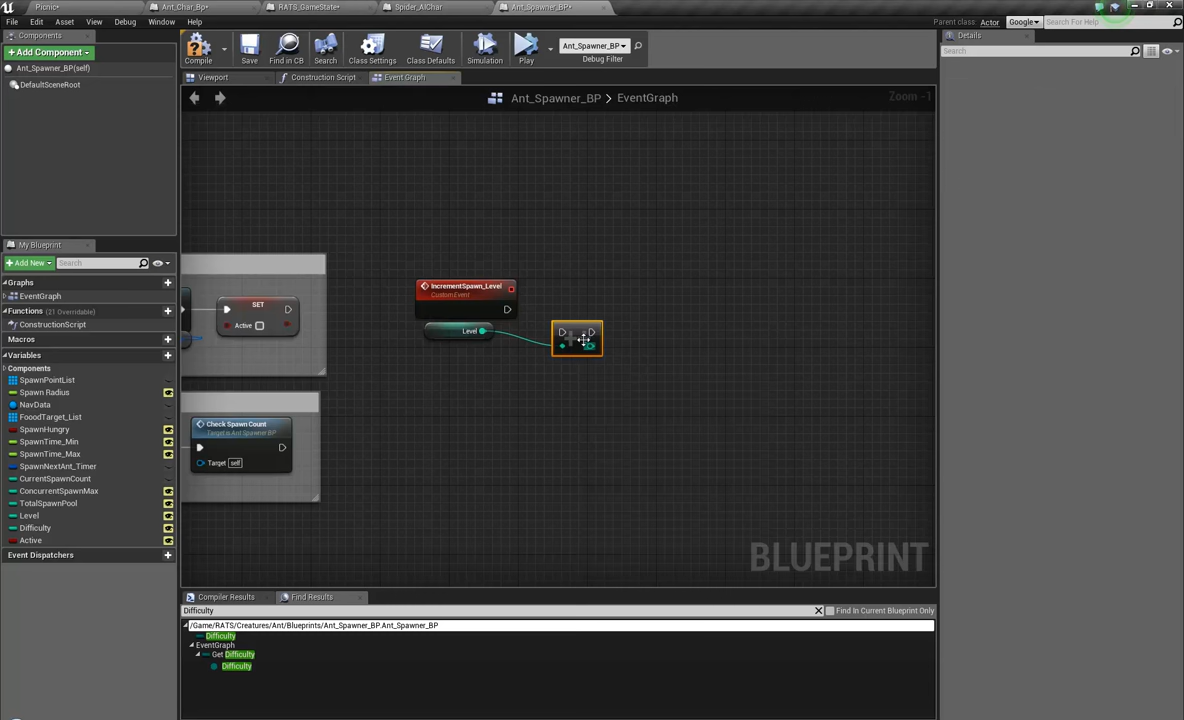 Picnic*
Ant_Char_Bp*
RATS_GameState*
Spider_AIChar
Ant_Spawner_BP*
File Edit Asset View Debug Window Help
Parent class: Actor
Google
Search For Help
Components
+ Add Component
Ant_Spawner_BP(self)
DefaultSceneRoot
Compile
Save
Find in CB
Search
Class Settings
Class Defaults
Simulation
Play
Ant_Spawner_BP
Debug Filter
Details
Search
Viewport
Construction Script
Event Graph
Ant_Spawner_BP > EventGraph
Zoom -1
My Blueprint
+ Add New
Search
Graphs
EventGraph
Functions (21 Overridable)
ConstructionScript
Macros
Variables
Components
SpawnPointList
Spawn Radius
NavData
FooodTarget_List
SpawnHungry
SpawnTime_Min
SpawnTime_Max
SpawnNextAnt_Timer
CurrentSpawnCount
ConcurrentSpawnMax
TotalSpawnPool
Level
Difficulty
Active
Event Dispatchers
SET
Active
Check Spawn Count
Target is Ant Spawner BP
Target self
IncrementSpawn_Level
Custom Event
Level
BLUEPRINT
Compiler Results
Find Results
Difficulty
Find In Current Blueprint Only
/Game/RATS/Creatures/Ant/Blueprints/Ant_Spawner_BP.Ant_Spawner_BP
Difficulty
EventGraph
Get Difficulty
Difficulty